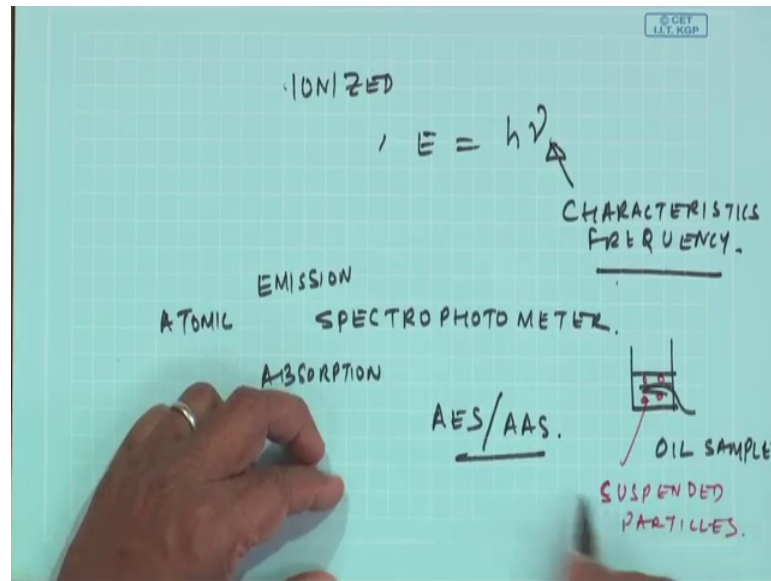 © CET
I.I.T. KGP
IONIZED
, E = hν
CHARACTERISTICS
FREQUENCY.
EMISSION
ATOMIC SPECTROPHOTOMETER.
ABSORPTION
AES/AAS.
OIL SAMPLE
SUSPENDED
PARTICLES.